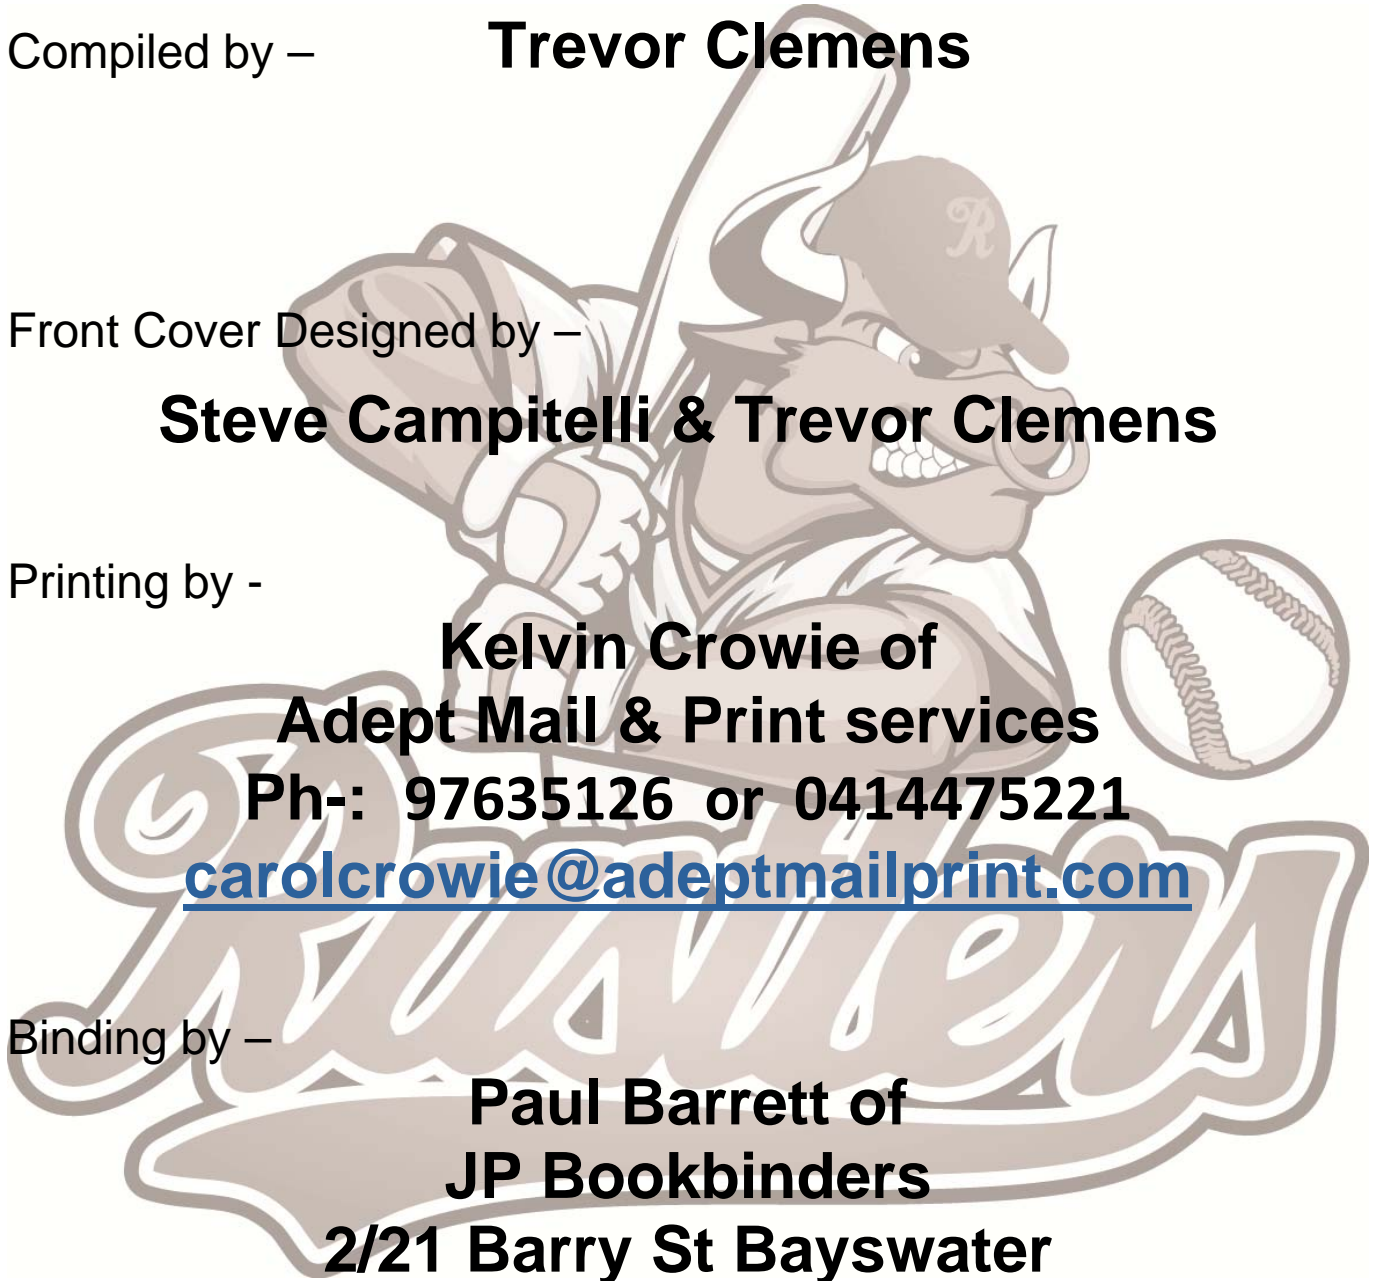 Compiled by – Trevor Clemens
R
Front Cover Designed by –
Steve Campitelli & Trevor Clemens
Printing by -
Kelvin Crowie of
Adept Mail & Print services
Ph-: 97635126 or 0414475221
carolcrowie@adeptmailprint.com
Rustlers
Binding by –
Paul Barrett of
JP Bookbinders
2/21 Barry St Bayswater